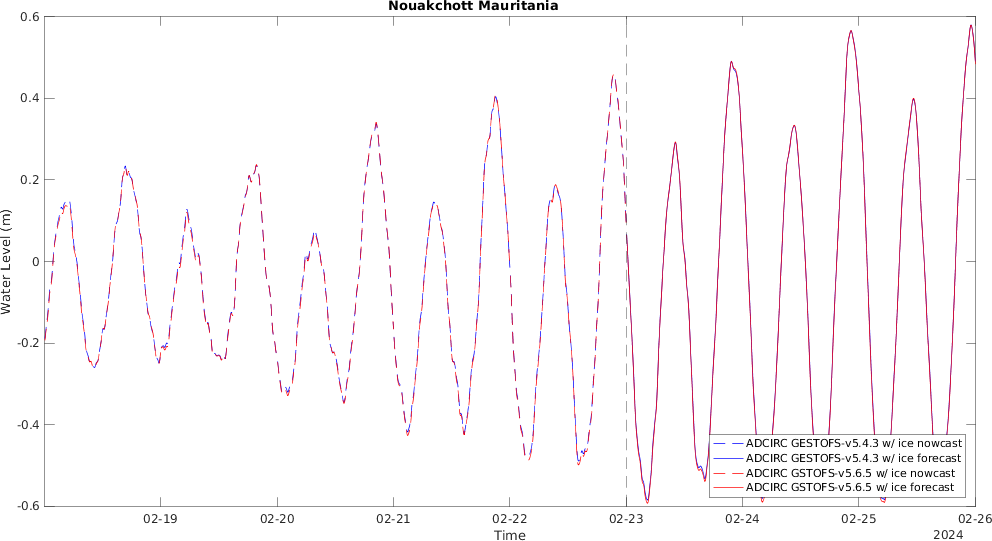 Nouakchott Mauritania
Water Level (m)
0.6
0.4
0.2
0
-0.2
-0.4
-0.6
ADCIRC GESTOFS-v5.4.3 w/ ice nowcast
ADCIRC GESTOFS-v5.4.3 w/ ice forecast
ADCIRC GSTOFS-v5.6.5 w/ ice nowcast
ADCIRC GSTOFS-v5.6.5 w/ ice forecast
02-19 02-20 02-21 02-22 02-23 02-24 02-25 02-26
Time
2024